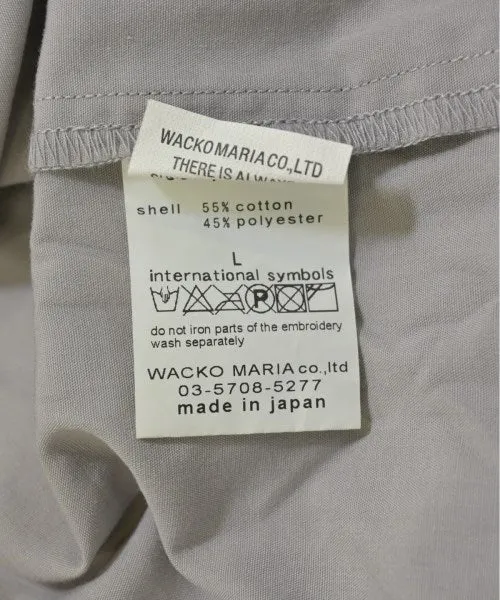 WACKO MARIA CO.,LTD
THERE IS ALWA
shell 55% cotton
45% polyester
L
international symbols
P
do not iron parts of the embroidery
wash separately
WACKO MARIA co.,ltd
03-5708-5277
made in japan